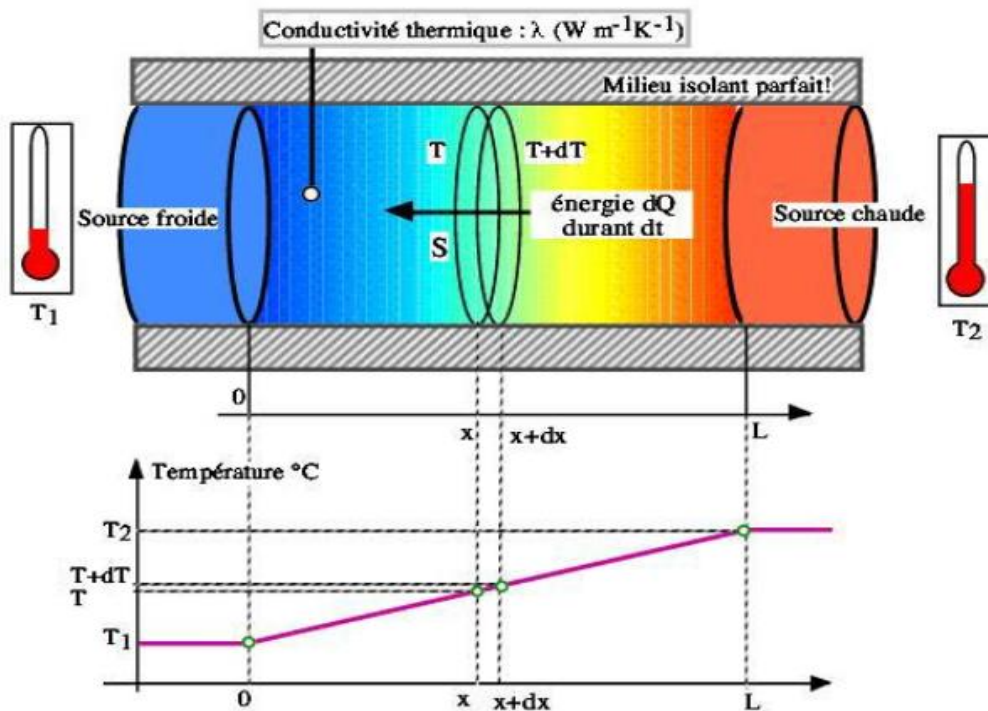 Conductivité thermique : λ (W m⁻¹K⁻¹)
Milieu isolant parfait!
T
T+dT
énergie dQ
durant dt
Source froide
Source chaude
S
T₁
T₂
0
x
x+dx
L
Température °C
T₂
T+dT
T
T₁
0
x
x+dx
L